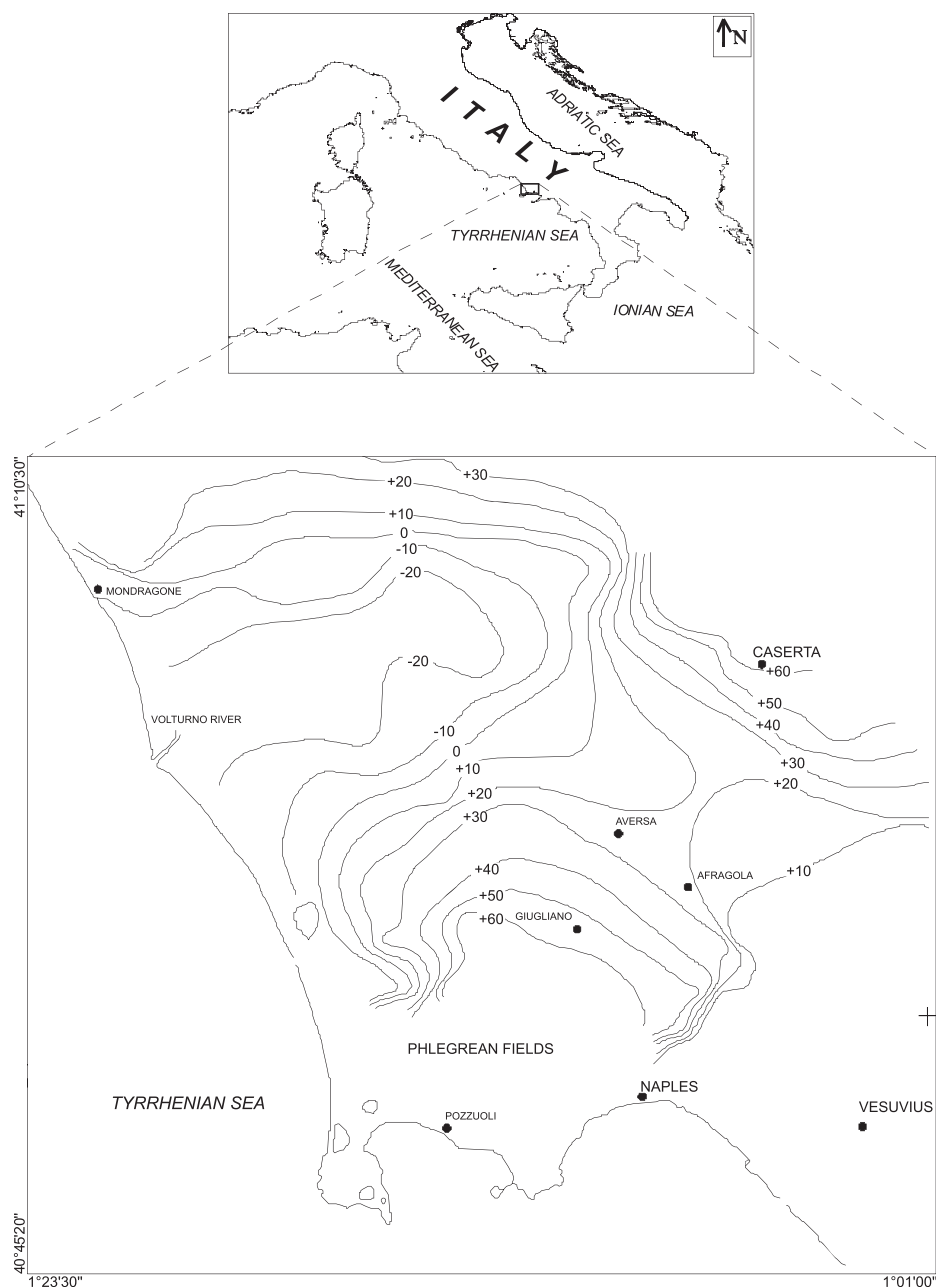 N
ITALY
ADRIATIC SEA
TYRRHENIAN SEA
MEDITERRANEAN SEA
IONIAN SEA
41°10'30"
+30
+20
+10
0
-10
-20
MONDRAGONE
CASERTA
-20
+60
+50
VOLTURNO RIVER
+40
-10
0
+30
+10
+20
+20
+30
AVERSA
+40
+10
AFRAGOLA
+50
+60
GIUGLIANO
PHLEGREAN FIELDS
NAPLES
TYRRHENIAN SEA
VESUVIUS
POZZUOLI
40°45'20"
1°23'30"
1°01'00"